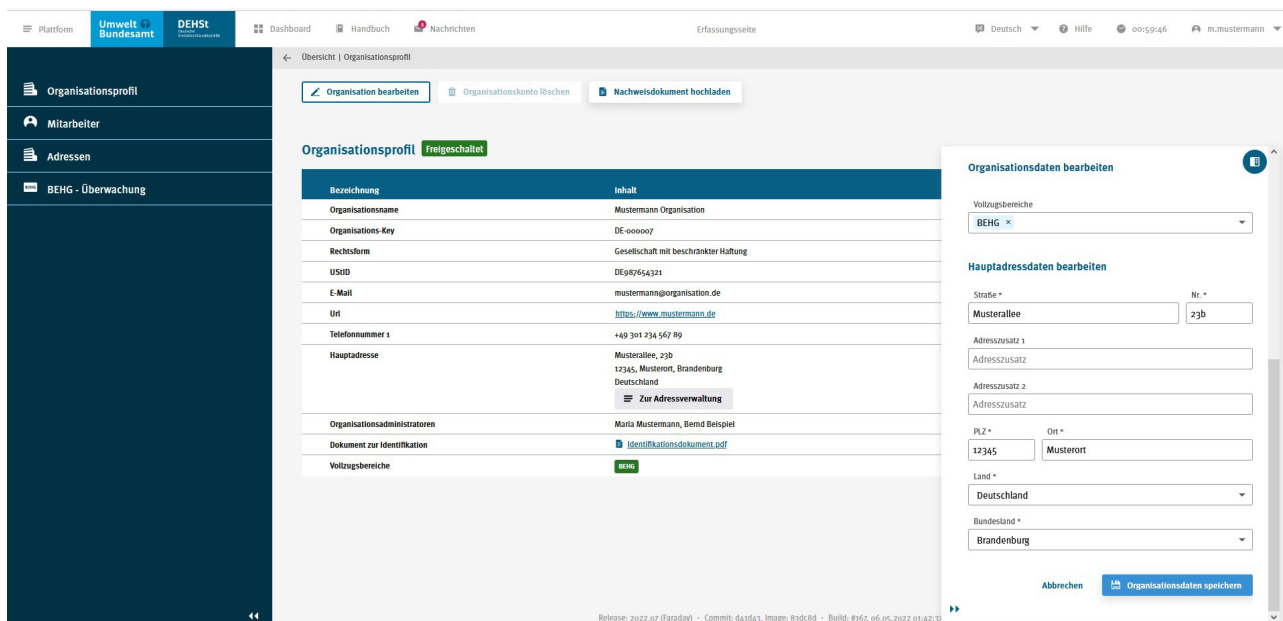 Plattform
Umwelt
Bundesamt
DEHSt
Deutsche
Emissionshandelsstelle
Dashboard
Handbuch
1
Nachrichten
Erfassungsseite
Deutsch
Hilfe
00:59:46
m.mustermann
Übersicht | Organisationsprofil
Organisationsprofil
Mitarbeiter
Adressen
BEHG
BEHG - Überwachung
Organisation bearbeiten
Organisationskonto löschen
Nachweisdokument hochladen
Organisationsprofil Freigeschaltet
Bezeichnung Inhalt
Organisationsname Mustermann Organisation
Organisations-Key DE-000007
Rechtsform Gesellschaft mit beschränkter Haftung
UStID DE987654321
E-Mail mustermann@organisation.de
Url https://www.mustermann.de
Telefonnummer 1 +49 301 234 567 89
Hauptadresse Musterallee, 23b
12345, Musterort, Brandenburg
Deutschland
Zur Adressverwaltung
Organisationsadministratoren Maria Mustermann, Bernd Beispiel
Dokument zur Identifikation Identifikationsdokument.pdf
Vollzugsbereiche BEHG
Organisationsdaten bearbeiten
Vollzugsbereiche
BEHG ×
Hauptadressdaten bearbeiten
Straße * Nr. *
Musterallee 23b
Adresszusatz 1
Adresszusatz
Adresszusatz 2
Adresszusatz
PLZ * Ort *
12345 Musterort
Land *
Deutschland
Bundesland *
Brandenburg
Abbrechen
Organisationsdaten speichern
Release: 2022.07 (Faraday) - Commit: d41d43, Image: 83dc8d - Build: #167, 06.05.2022 01:42: